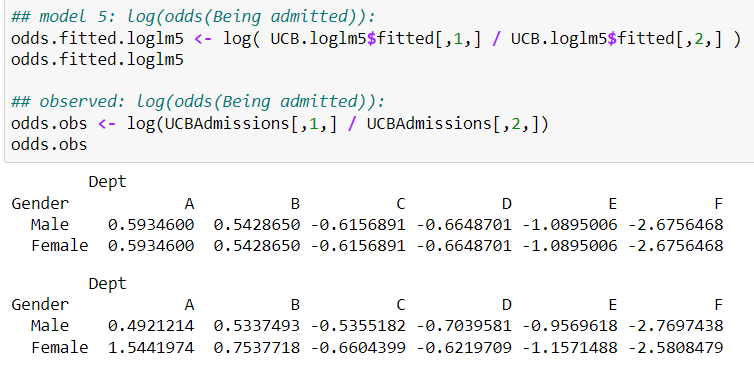 ## model 5: log(odds(Being admitted)):
odds.fitted.loglm5 <- log( UCB.loglm5$fitted[,1,] / UCB.loglm5$fitted[,2,] )
odds.fitted.loglm5

## observed: log(odds(Being admitted)):
odds.obs <- log(UCBAdmissions[,1,] / UCBAdmissions[,2,])
odds.obs

        Dept
Gender           A          B          C          D          E          F
  Male   0.5934600  0.5428650 -0.6156891 -0.6648701 -1.0895006 -2.6756468
  Female 0.5934600  0.5428650 -0.6156891 -0.6648701 -1.0895006 -2.6756468

        Dept
Gender           A          B          C          D          E          F
  Male   0.4921214  0.5337493 -0.5355182 -0.7039581 -0.9569618 -2.7697438
  Female 1.5441974  0.7537718 -0.6604399 -0.6219709 -1.1571488 -2.5808479